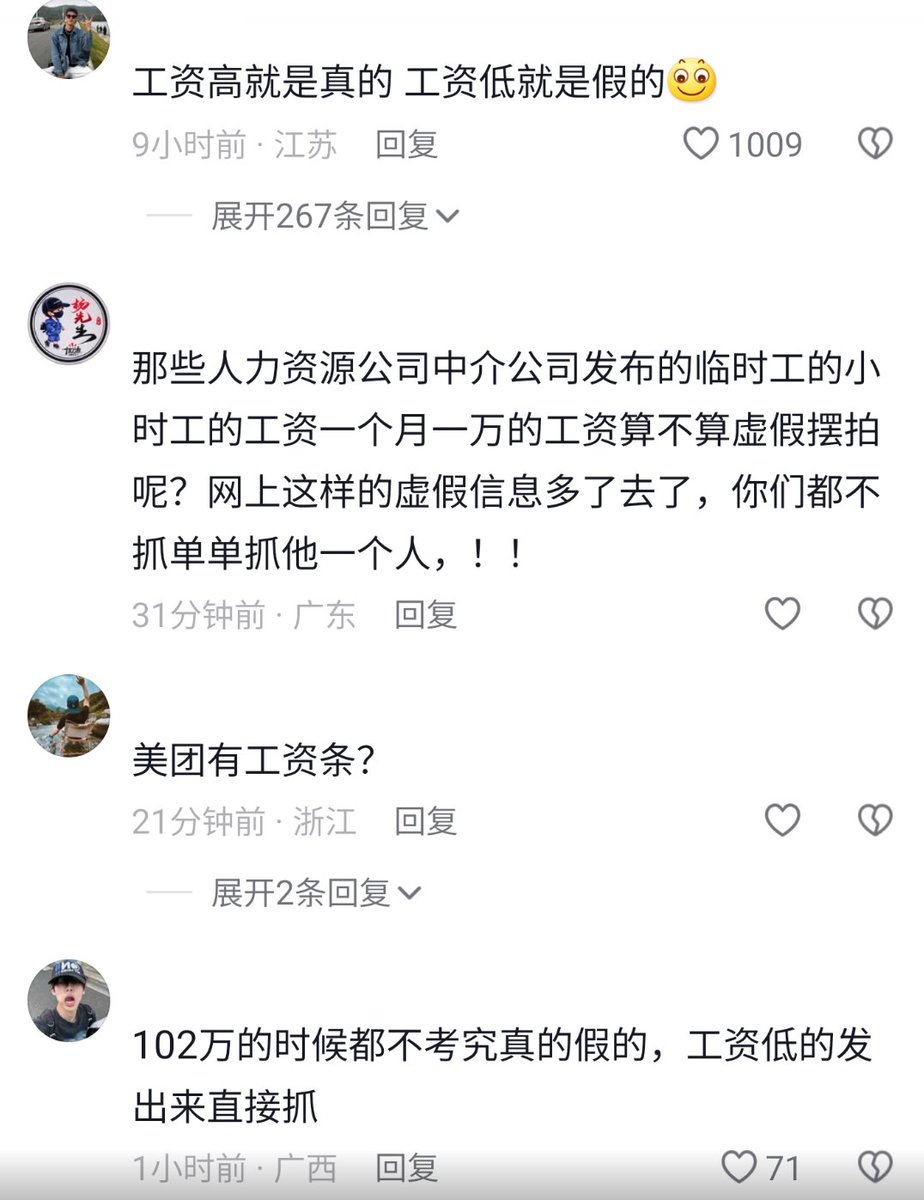 工资高就是真的 工资低就是假的
9小时前 · 江苏 回复 1009
展开267条回复
杨先生
那些人力资源公司中介公司发布的临时工的小
时工的工资一个月一万的工资算不算虚假摆拍
呢？网上这样的虚假信息多了去了，你们都不
抓单单抓他一个人，！！
31分钟前 · 广东 回复
美团有工资条？
21分钟前 · 浙江 回复
展开2条回复
102万的时候都不考究真的假的，工资低的发
出来直接抓
1小时前 · 广西 回复 71